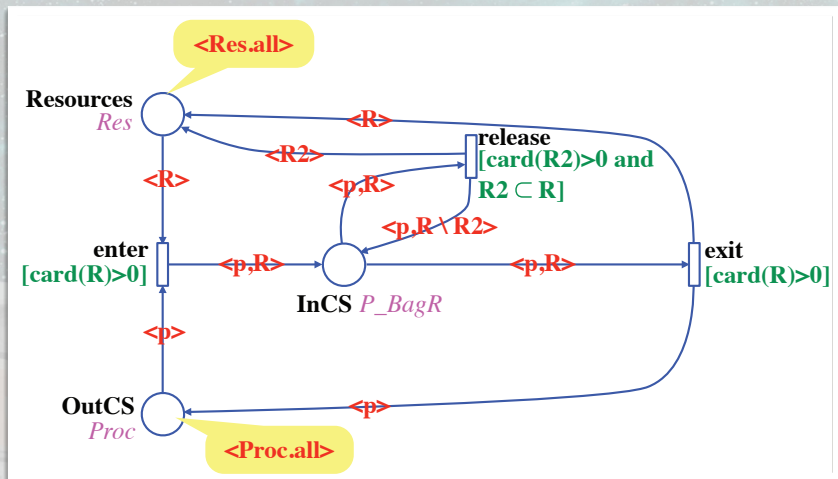 <Res.all>
Resources
Res
<R>
release
<R2>
[card(R2)>0 and
R2 ⊂ R]
<R>
<p,R>
<p,R \ R2>
enter
[card(R)>0]
<p,R>
<p,R>
exit
[card(R)>0]
InCS P_BagR
<p>
OutCS
Proc
<p>
<Proc.all>